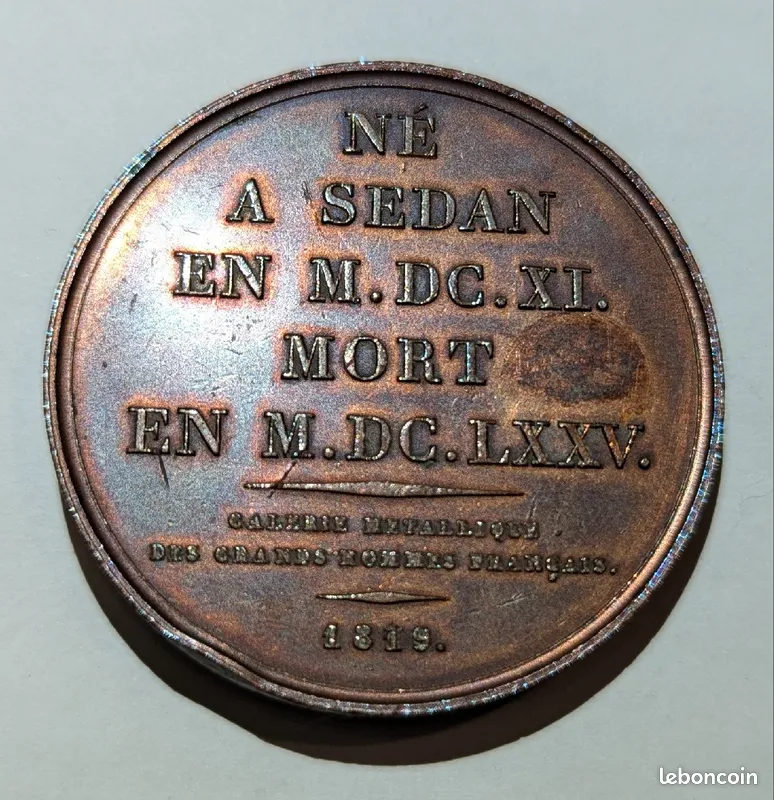 NÉ
A SEDAN
EN M.DC.XI.
MORT
EN M.DC.LXXV.
GALERIE METALLIQUE
DES GRANDS HOMMES FRANÇAIS.
1819.
leboncoin